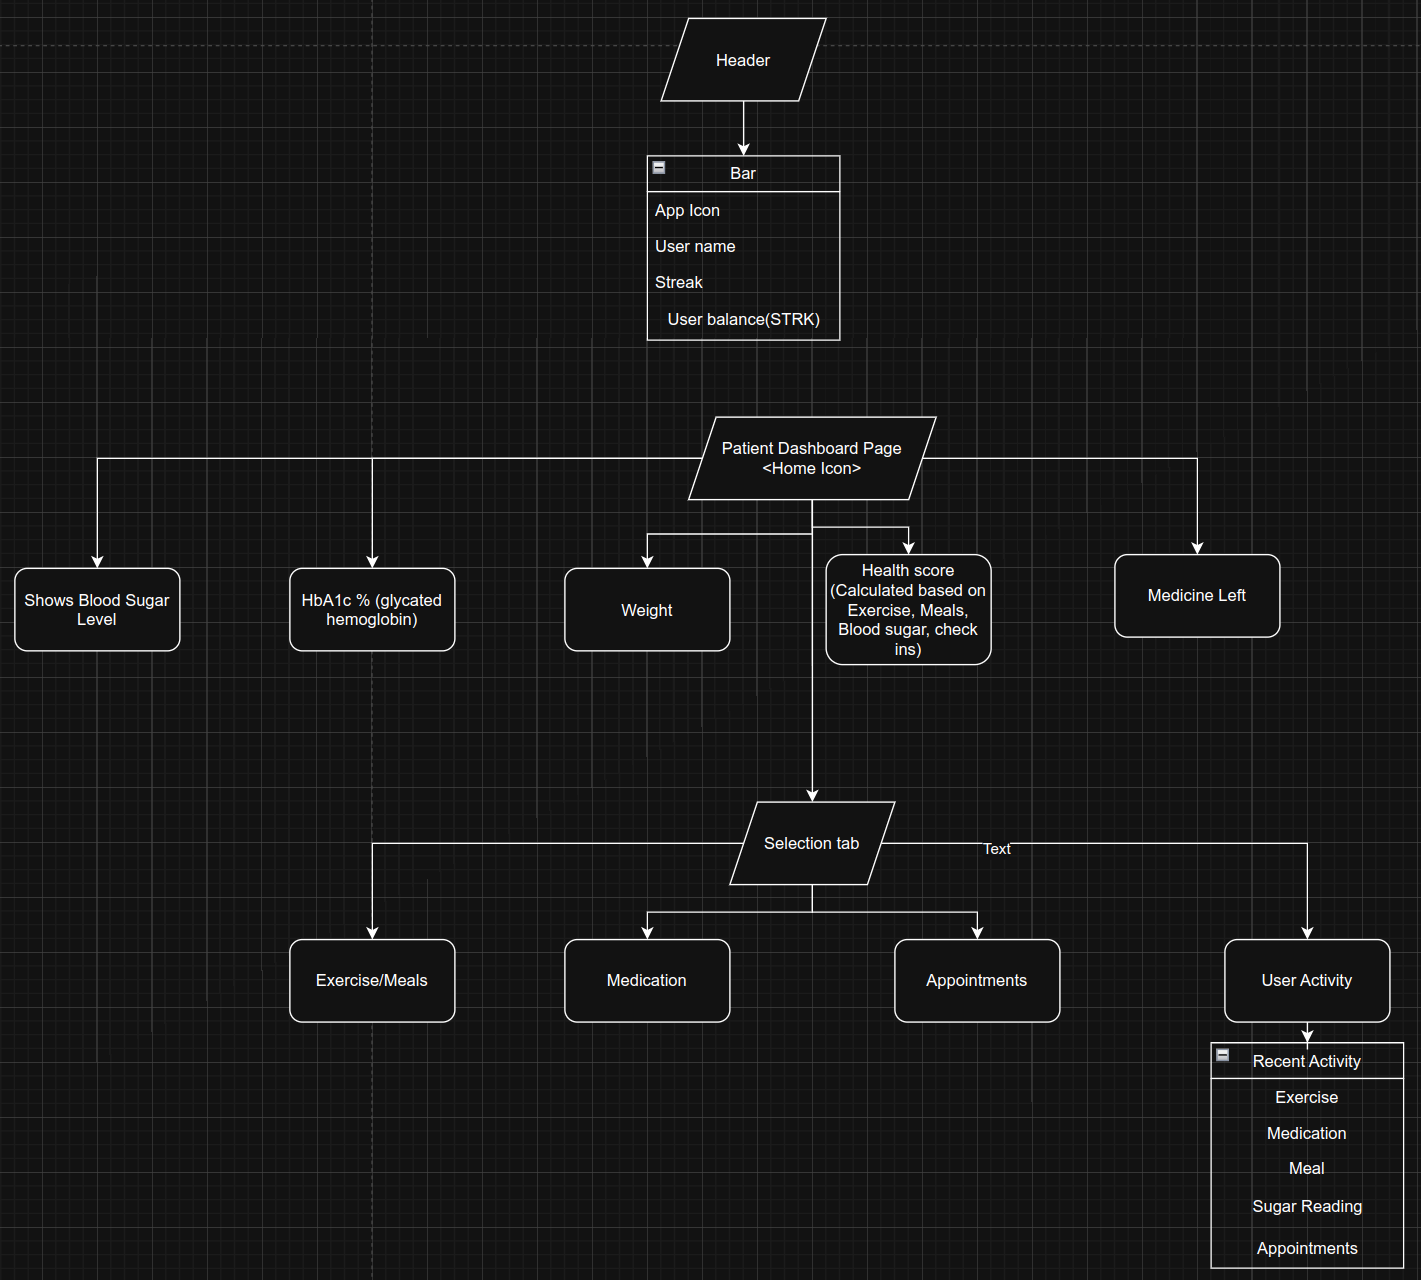 Header
Bar
App Icon
User name
Streak
User balance(STRK)
Patient Dashboard Page
<Home Icon>
Shows Blood Sugar
Level
HbA1c % (glycated
hemoglobin)
Weight
Health score
(Calculated based on
Exercise, Meals,
Blood sugar, check
ins)
Medicine Left
Selection tab
Text
Exercise/Meals
Medication
Appointments
User Activity
Recent Activity
Exercise
Medication
Meal
Sugar Reading
Appointments